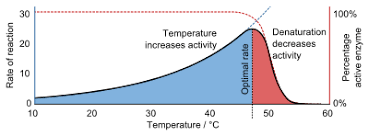 30
20
10
0
Rate of reaction
Temperature
increases activity
Optimal rate
Denaturation
decreases
activity
100%
0%
Percentage
active enzyme
10
20
30
40
50
60
Temperature / °C